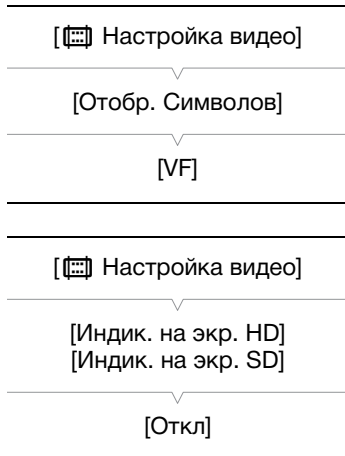 [ Настройка видео]
[Отобр. Символов]
[VF]
[ Настройка видео]
[Индик. на экр. HD]
[Индик. на экр. SD]
[Откл]